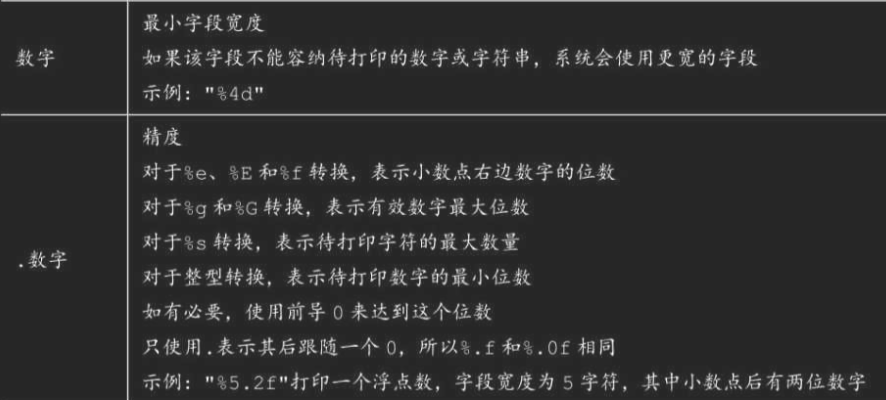 数字
最小字段宽度
如果该字段不能容纳待打印的数字或字符串，系统会使用更宽的字段
示例："%4d"
.数字
精度
对于%e、%E 和%f 转换，表示小数点右边数字的位数
对于%g 和%G 转换，表示有效数字最大位数
对于%s 转换，表示待打印字符的最大数量
对于整型转换，表示待打印数字的最小位数
如有必要，使用前导 0 来达到这个位数
只使用.表示其后跟随一个 0，所以%.f 和%.0f 相同
示例："%5.2f"打印一个浮点数，字段宽度为 5 字符，其中小数点后有两位数字